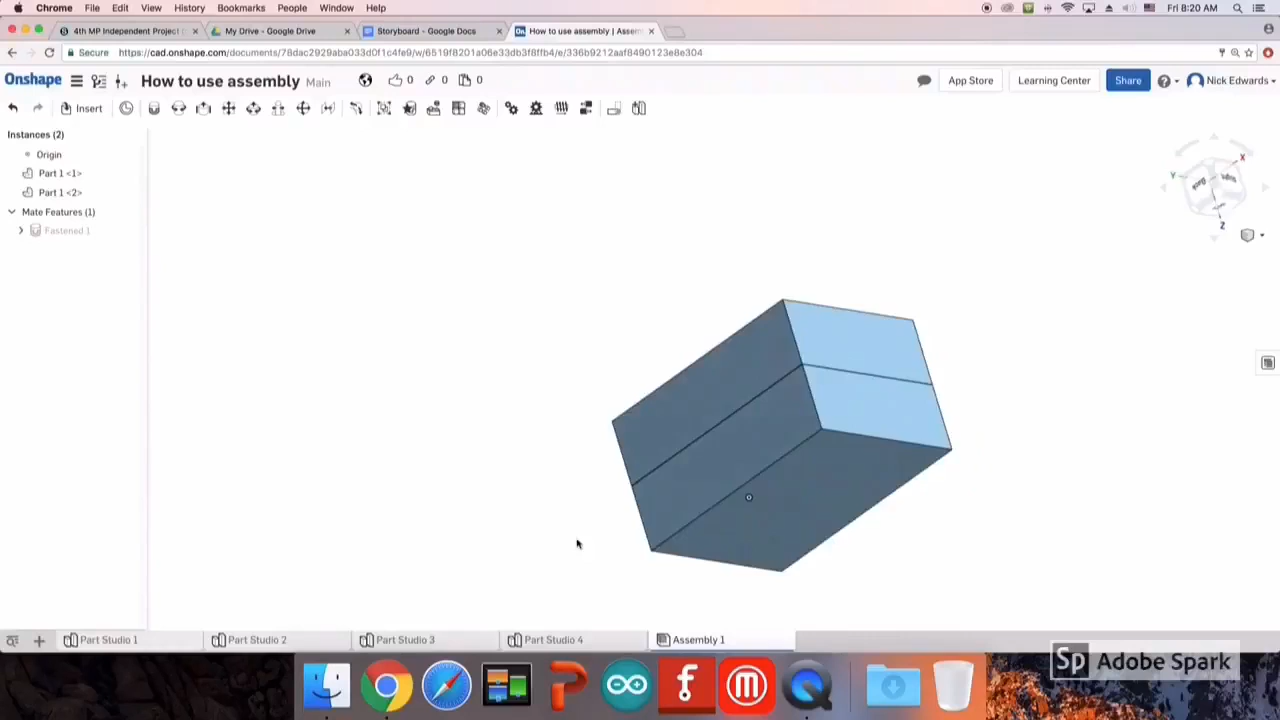 Chrome File Edit View History Bookmarks People Window Help Fri 8:20 AM
4th MP Independent Project My Drive - Google Drive Storyboard - Google Docs How to use assembly | Assem
Secure https://cad.onshape.com/documents/78dac2929aba033d0f1c4fe9/w/6519f8201a06e33db3f8ffb4/e/336b9212aaf8490123e8e304
Onshape How to use assembly Main 0 0 0 App Store Learning Center Share Nick Edwards
Insert
Instances (2)
Origin
Part 1 <1>
Part 1 <2>
Mate Features (1)
Fastened 1
X
Y
Back
Z
Part Studio 1 Part Studio 2 Part Studio 3 Part Studio 4 Assembly 1
Sp Adobe Spark